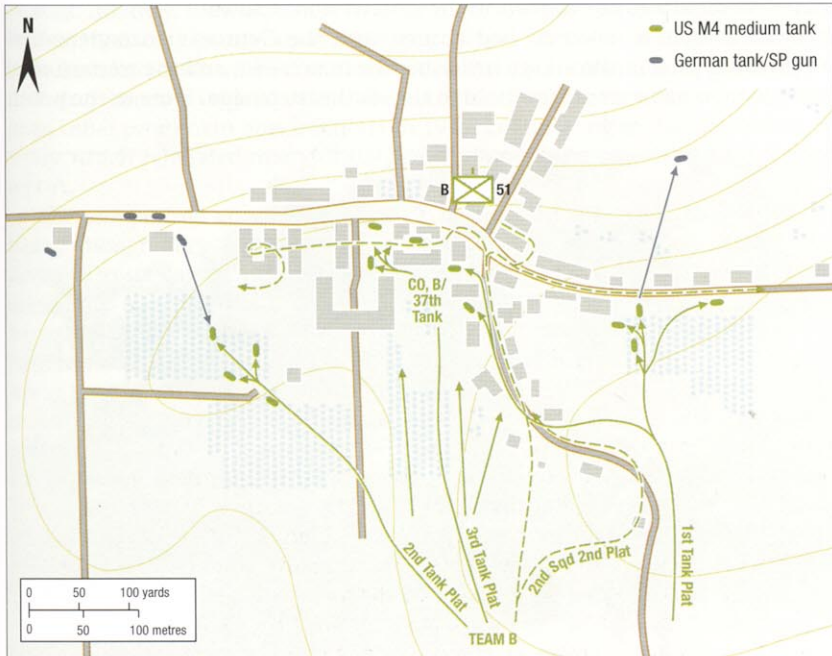 N
US M4 medium tank
German tank/SP gun
B
51
CO, B/
37th
Tank
2nd Tank Plat
3rd Tank Plat
2nd Sqd 2nd Plat
1st Tank Plat
TEAM B
0 50 100 yards
0 50 100 metres